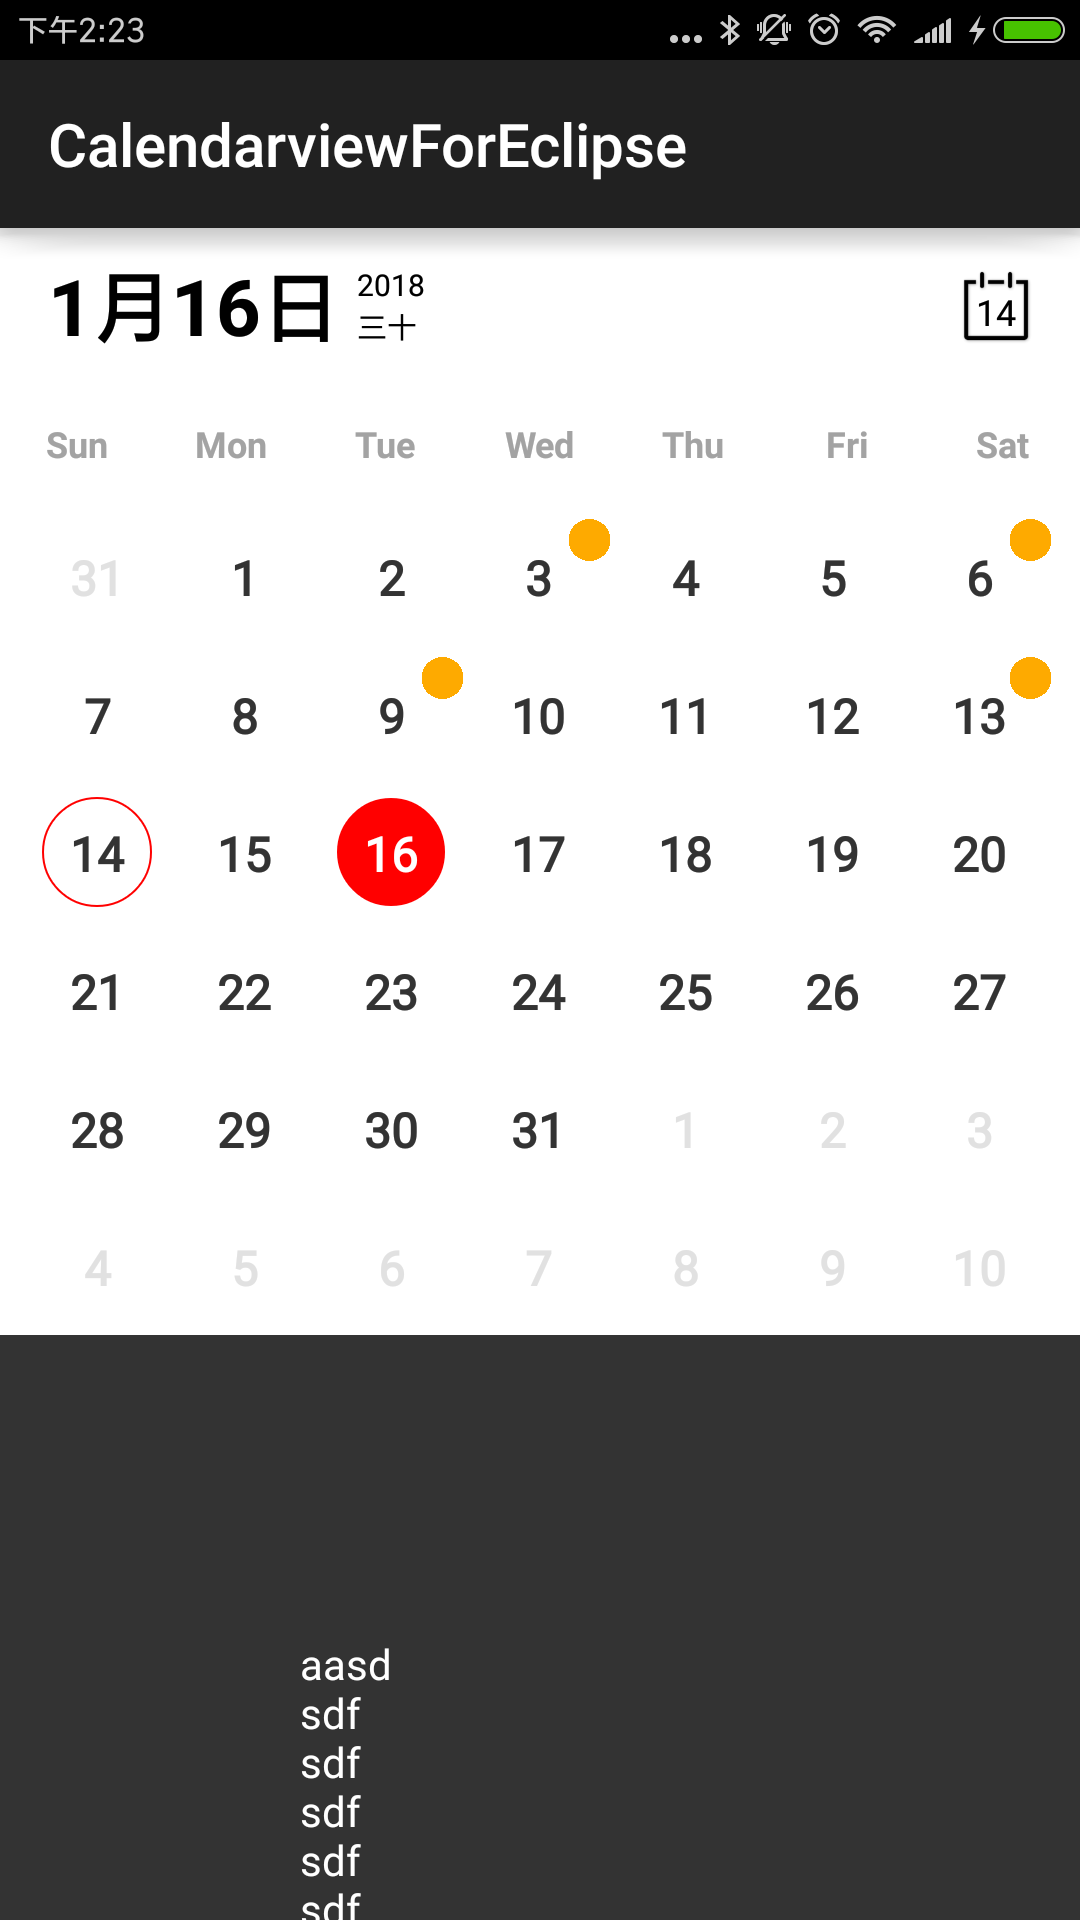 下午2:23
CalendarviewForEclipse
1月16日 2018
三十
14
Sun Mon Tue Wed Thu Fri Sat
31 1 2 3 4 5 6
7 8 9 10 11 12 13
14 15 16 17 18 19 20
21 22 23 24 25 26 27
28 29 30 31 1 2 3
4 5 6 7 8 9 10
aasd
sdf
sdf
sdf
sdf
sdf